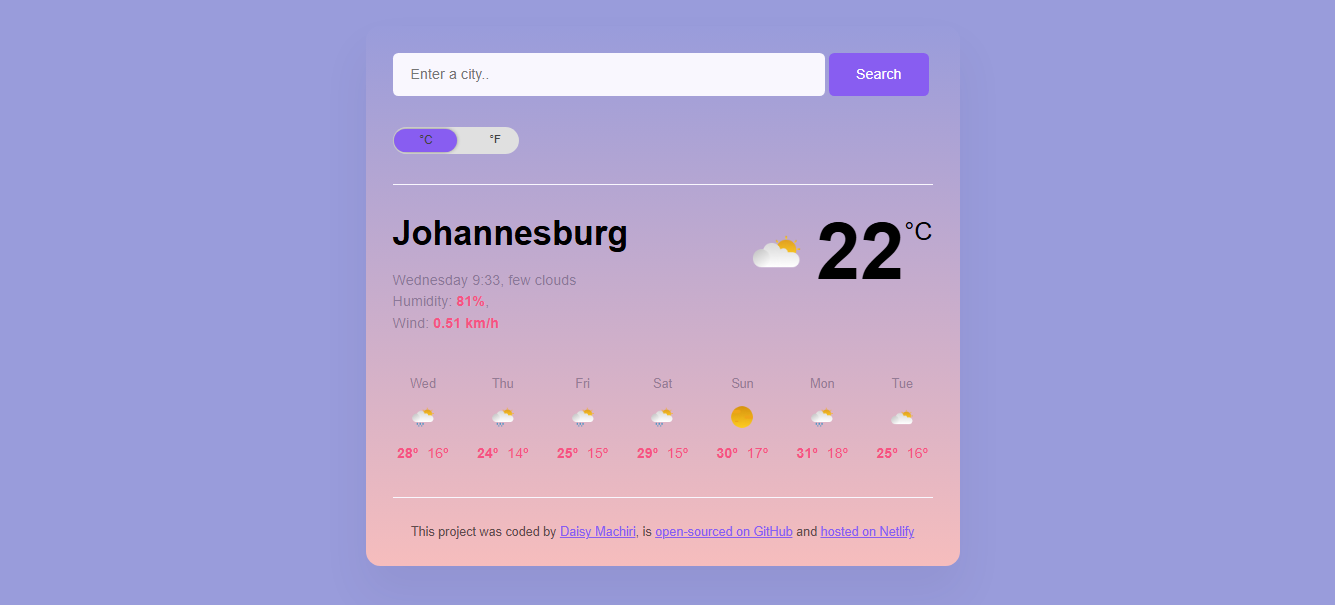 Enter a city..
Search
°C °F
Johannesburg
22°C
Wednesday 9:33, few clouds
Humidity: 81%,
Wind: 0.51 km/h
Wed Thu Fri Sat Sun Mon Tue
28° 16° 24° 14° 25° 15° 29° 15° 30° 17° 31° 18° 25° 16°
This project was coded by Daisy Machiri, is open-sourced on GitHub and hosted on Netlify